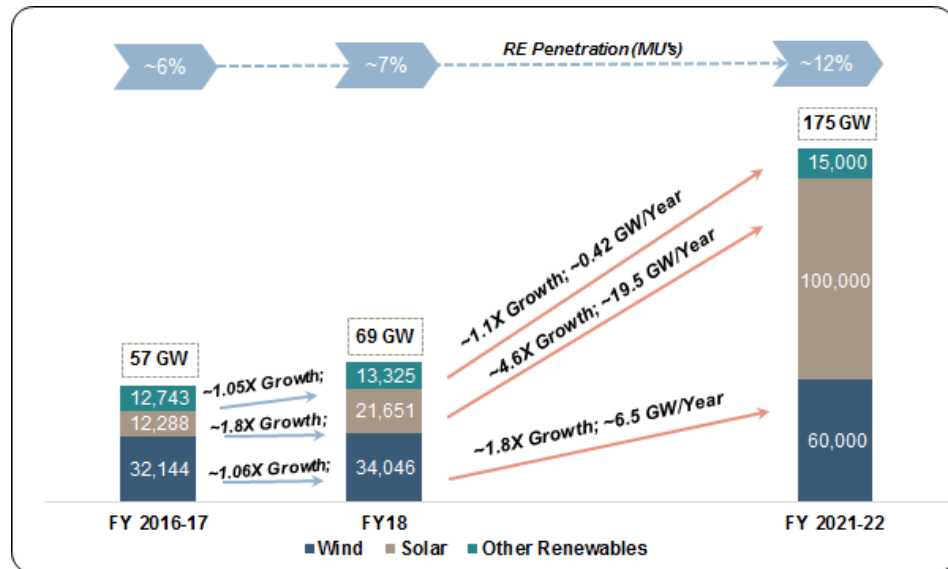 RE Penetration (MU's)
~6%
~7%
~12%
175 GW
15,000
100,000
60,000
69 GW
13,325
21,651
34,046
57 GW
12,743
12,288
32,144
~1.05X Growth;
~1.8X Growth;
~1.06X Growth;
~1.1X Growth; ~0.42 GW/Year
~4.6X Growth; ~19.5 GW/Year
~1.8X Growth; ~6.5 GW/Year
FY 2016-17
FY18
FY 2021-22
Wind
Solar
Other Renewables